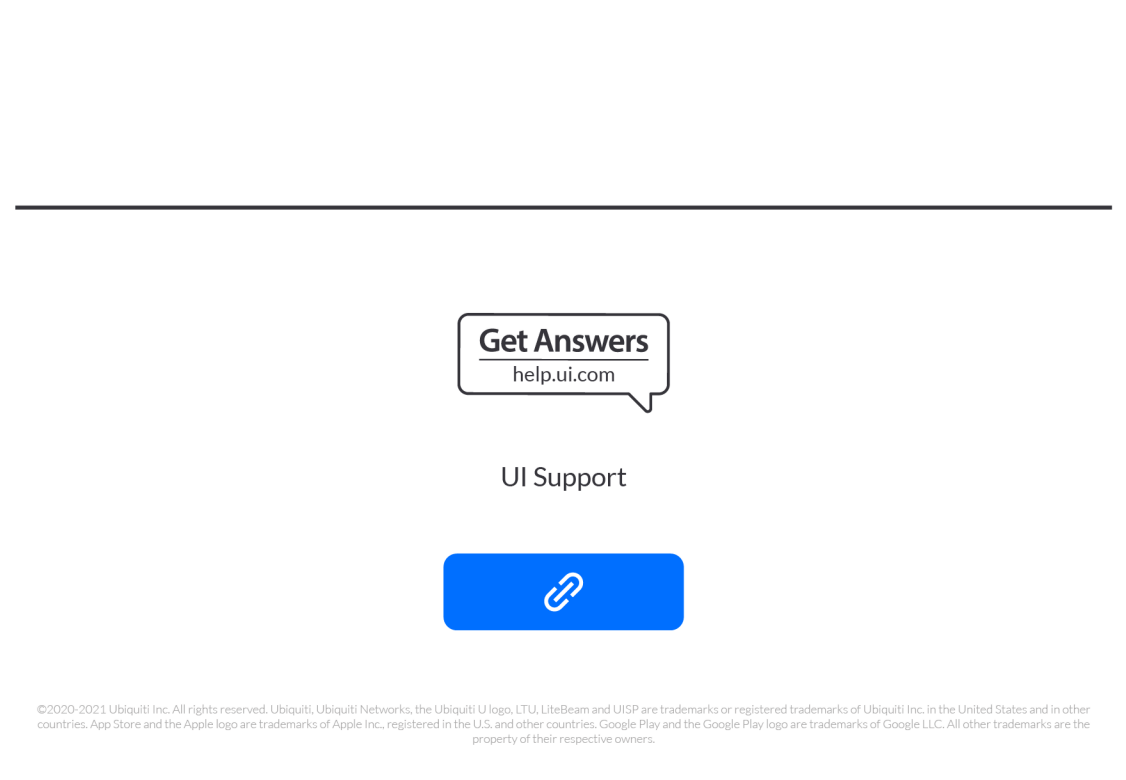 Get Answers
help.ui.com
UI Support
©2020-2021 Ubiquiti Inc. All rights reserved. Ubiquiti, Ubiquiti Networks, the Ubiquiti U logo, LTU, LiteBeam and UISP are trademarks or registered trademarks of Ubiquiti Inc. in the United States and in other
countries. App Store and the Apple logo are trademarks of Apple Inc., registered in the U.S. and other countries. Google Play and the Google Play logo are trademarks of Google LLC. All other trademarks are the
property of their respective owners.